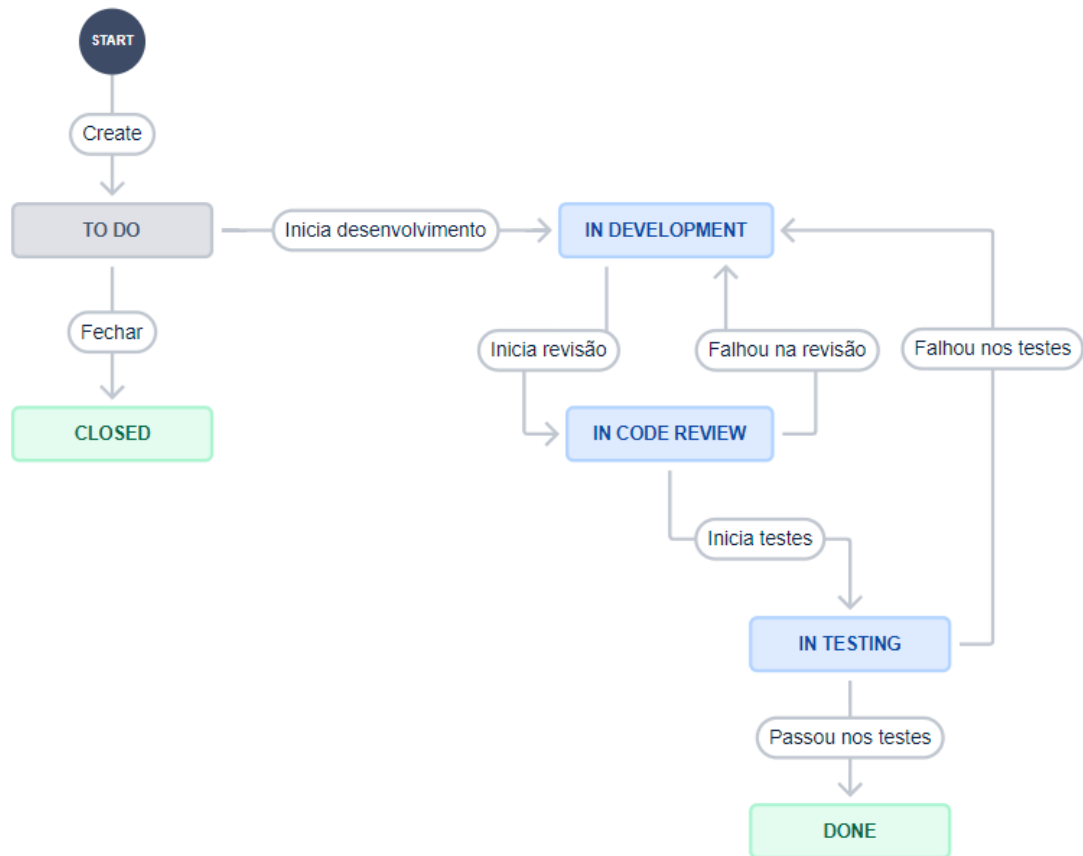 START
Create
TO DO
Inicia desenvolvimento
IN DEVELOPMENT
Fechar
Inicia revisão
Falhou na revisão
Falhou nos testes
CLOSED
IN CODE REVIEW
Inicia testes
IN TESTING
Passou nos testes
DONE